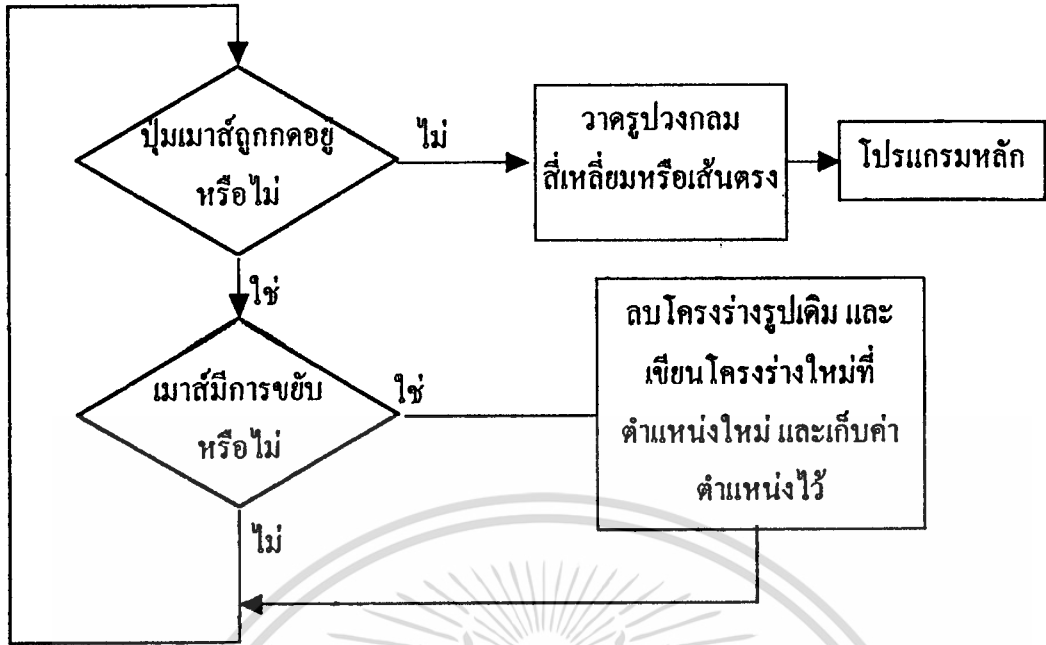 ปุ่มเมาส์ถูกกดอยู่
หรือไม่
ไม่
วาดรูปวงกลม
สี่เหลี่ยมหรือเส้นตรง
โปรแกรมหลัก
ใช่
เมาส์มีการขยับ
หรือไม่
ใช่
ลบโครงร่างรูปเดิม และ
เขียนโครงร่างใหม่ที่
ตำแหน่งใหม่ และเก็บค่า
ตำแหน่งไว้
ไม่